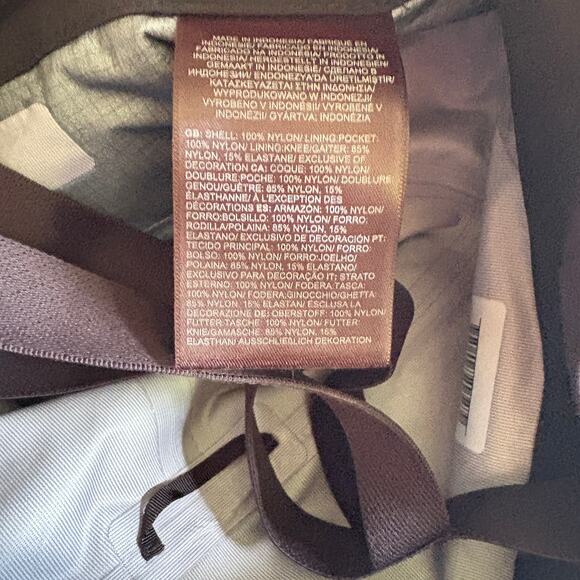 MADE IN INDONESIA/ FABRIQUÉ EN
INDONÉSIE/ FABRICADO EN INDONESIA/
FABRICADO NA INDONÉSIA/ PRODOTTO IN
INDONESIA/ HERGESTELLT IN INDONESIEN/
GEMAAKT IN INDONESIË/ СДЕЛАНО В
ИНДОНЕЗИИ/ ENDONEZYA'DA ÜRETILMIŞTIR/
ΚΑΤΑΣΚΕΥΑΖΕΤΑΙ ΣΤΗΝ ΙΝΔΟΝΗΣΙΑ/
WYPRODUKOWANO W INDONEZJI/
VYROBENO V INDONÉSII/ VYROBENÉ V
INDONÉZII/ GYÁRTVA: INDONÉZIA
GB: SHELL: 100% NYLON/ LINING:POCKET:
100% NYLON/ LINING:KNEE/GAITER: 85%
NYLON, 15% ELASTANE/ EXCLUSIVE OF
DECORATION CA: COQUE: 100% NYLON/
DOUBLURE:POCHE: 100% NYLON/ DOUBLURE:
GENOU/GUÊTRE: 85% NYLON, 15%
ÉLASTHANNE/ À L'EXCEPTION DES
DÉCORATIONS ES: ARMAZÓN: 100% NYLON/
FORRO:BOLSILLO: 100% NYLON/ FORRO:
RODILLA/POLAINA: 85% NYLON, 15%
ELASTANO/ EXCLUSIVO DE DECORACIÓN PT:
TECIDO PRINCIPAL: 100% NYLON/ FORRO:
BOLSO: 100% NYLON/ FORRO:JOELHO/
POLAINA: 85% NYLON, 15% ELASTANO/
EXCLUSIVO PARA DECORAÇÃO IT: STRATO
ESTERNO: 100% NYLON/ FODERA:TASCA:
100% NYLON/ FODERA:GINOCCHIO/GHETTA:
85% NYLON, 15% ELASTAN/ ESCLUSA LA
DECORAZIONE DE: OBERSTOFF: 100% NYLON/
FUTTER:TASCHE: 100% NYLON/ FUTTER:
KNIE/GAMASCHE: 85% NYLON, 15%
ELASTHAN/ AUSSCHLIEßLICH DEKORATION